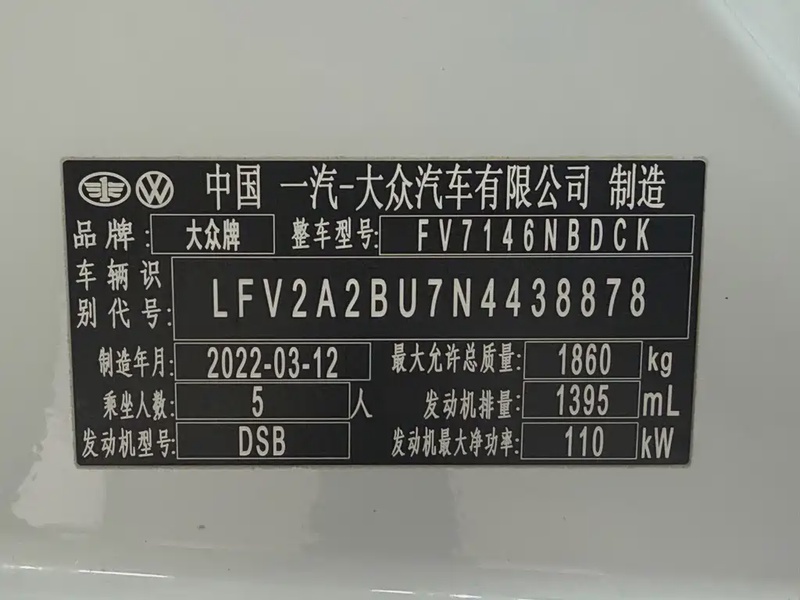 中国 一汽-大众汽车有限公司 制造
品牌: 大众牌 整车型号: FV7146NBDCK
车辆识别代号: LFV2A2BU7N4438878
制造年月: 2022-03-12 最大允许总质量: 1860 kg
乘坐人数: 5 人 发动机排量: 1395 mL
发动机型号: DSB 发动机最大净功率: 110 kW